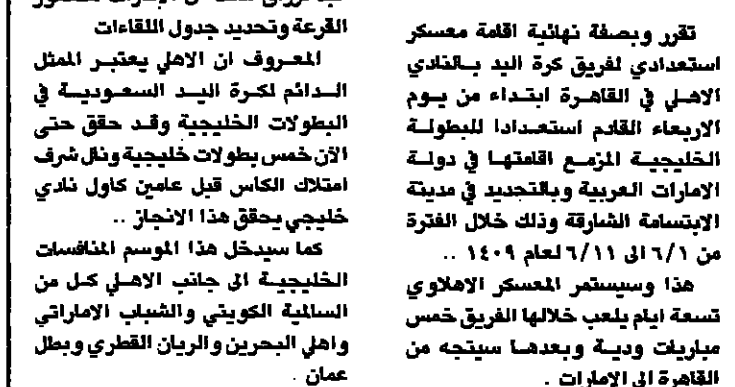 تقرر وبصفة نهائية اقامة معسكر
استعدادي لفريق كرة اليد بالنادي
الاهلي في القاهرة ابتداء من يوم
الاربعاء القادم استعدادا للبطولة
الخليجية المزمع اقامتها في دولة
الامارات العربية وبالتحديد في مدينة
الابتسامة الشارقة وذلك خلال الفترة
من ٦/١ الى ٦/١١ لعام ١٤٠٩ ..
هذا وسيستمر المعسكر الاهلاوي
تسعة ايام يلعب خلالها الفريق خمس
مباريات ودية وبعدها سيتجه من
القاهرة الى الامارات .
القرعة وتحديد جدول اللقاءات
المعروف ان الاهلي يعتبر الممثل
الدائم لكرة اليد السعودية في
البطولات الخليجية وقد حقق حتى
الآن خمس بطولات خليجية ونال شرف
امتلاك الكاس قبل عامين كاول نادي
خليجي يحقق هذا الانجاز ..
كما سيدخل هذا الموسم المنافسات
الخليجية الى جانب الاهلي كل من
السالمية الكويتي والشباب الاماراتي
واهلي البحرين والريان القطري وبطل
عمان .